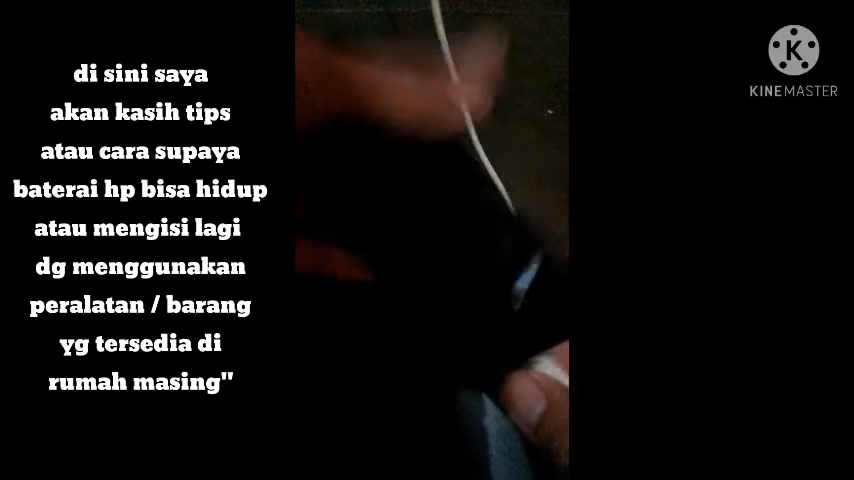 di sini saya
akan kasih tips
atau cara supaya
baterai hp bisa hidup
atau mengisi lagi
dg menggunakan
peralatan / barang
yg tersedia di
rumah masing"
K
KINEMASTER